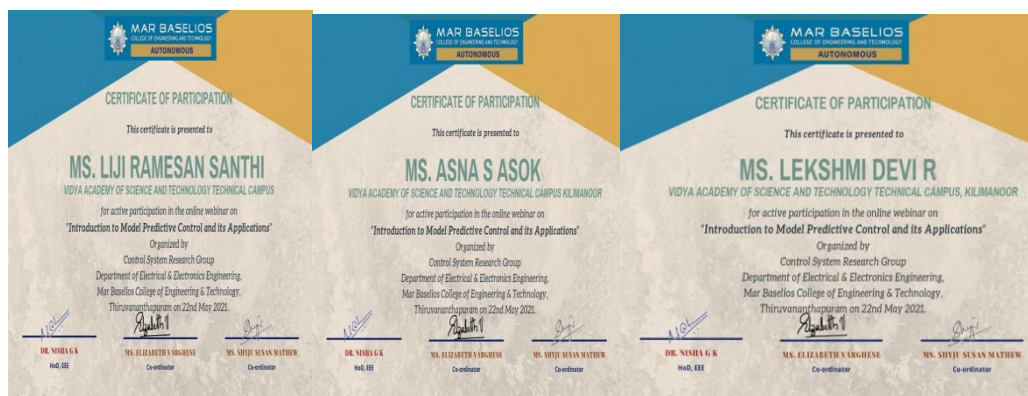 MAR BASELIOS
COLLEGE OF ENGINEERING AND TECHNOLOGY
AUTONOMOUS
CERTIFICATE OF PARTICIPATION
This certificate is presented to
MS. LIJI RAMESAN SANTHI
VIDYA ACADEMY OF SCIENCE AND TECHNOLOGY TECHNICAL CAMPUS
for active participation in the online webinar on
"Introduction to Model Predictive Control and its Applications"
Organized by
Control System Research Group
Department of Electrical & Electronics Engineering,
Mar Baselios College of Engineering & Technology,
Thiruvananthapuram on 22nd May 2021.
Elizabeth V
DR. NISHA G K
MS. ELIZABETH VARGHESE
MS. SHYJU SUSAN MATHEW
HoD, EEE
Co-ordinator
Co-ordinator
MAR BASELIOS
COLLEGE OF ENGINEERING AND TECHNOLOGY
AUTONOMOUS
CERTIFICATE OF PARTICIPATION
This certificate is presented to
MS. ASNA S ASOK
VIDYA ACADEMY OF SCIENCE AND TECHNOLOGY TECHNICAL CAMPUS KILIMANOOR
for active participation in the online webinar on
"Introduction to Model Predictive Control and its Applications"
Organized by
Control System Research Group
Department of Electrical & Electronics Engineering,
Mar Baselios College of Engineering & Technology,
Thiruvananthapuram on 22nd May 2021.
Elizabeth V
DR. NISHA G K
MS. ELIZABETH VARGHESE
MS. SHYJU SUSAN MATHEW
HoD, EEE
Co-ordinator
Co-ordinator
MAR BASELIOS
COLLEGE OF ENGINEERING AND TECHNOLOGY
AUTONOMOUS
CERTIFICATE OF PARTICIPATION
This certificate is presented to
MS. LEKSHMI DEVI R
VIDYA ACADEMY OF SCIENCE AND TECHNOLOGY TECHNICAL CAMPUS, KILIMANOOR
for active participation in the online webinar on
"Introduction to Model Predictive Control and its Applications"
Organized by
Control System Research Group
Department of Electrical & Electronics Engineering,
Mar Baselios College of Engineering & Technology,
Thiruvananthapuram on 22nd May 2021.
Elizabeth V
DR. NISHA G K
MS. ELIZABETH VARGHESE
MS. SHYJU SUSAN MATHEW
HoD, EEE
Co-ordinator
Co-ordinator